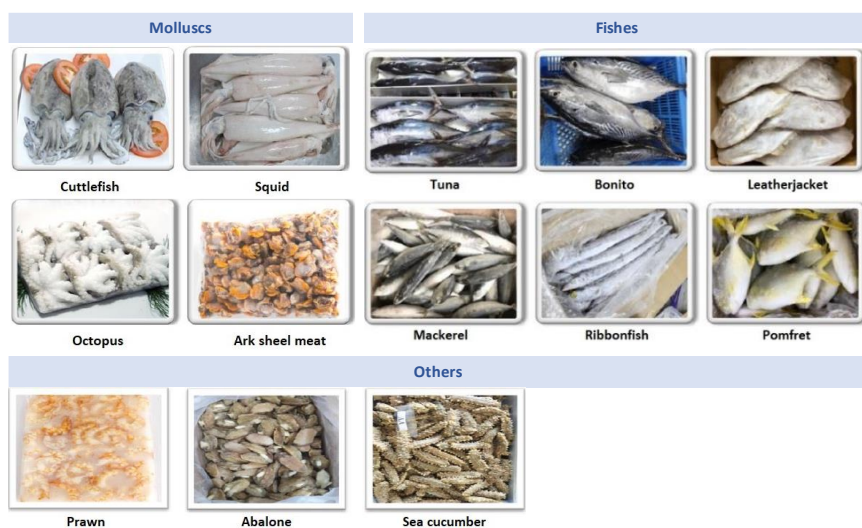 Molluscs
Fishes
Cuttlefish
Squid
Tuna
Bonito
Leatherjacket
Octopus
Ark sheel meat
Mackerel
Ribbonfish
Pomfret
Others
Prawn
Abalone
Sea cucumber